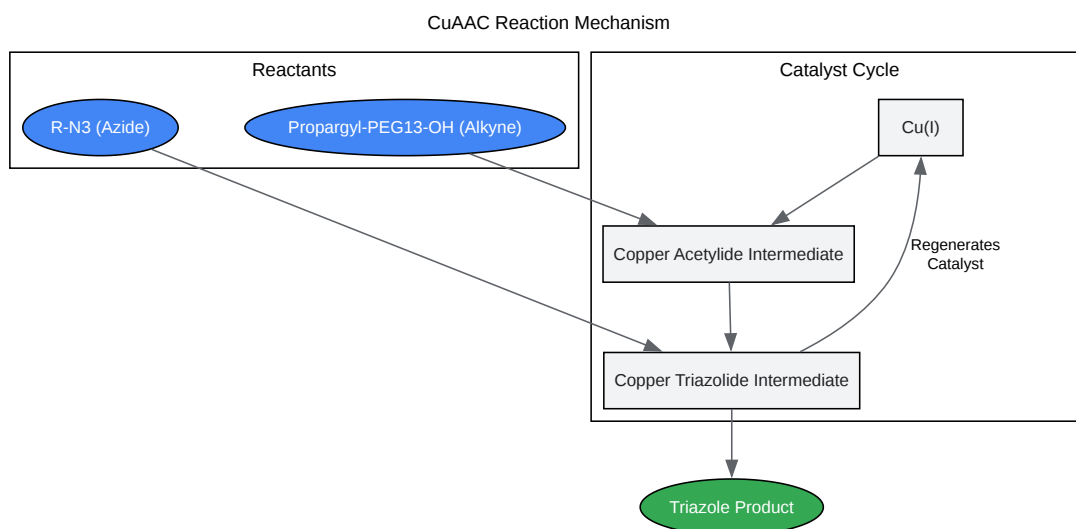 CuAAC Reaction Mechanism
Reactants
Catalyst Cycle
R-N3 (Azide)
Propargyl-PEG13-OH (Alkyne)
Cu(I)
Copper Acetylide Intermediate
Regenerates
Catalyst
Copper Triazolide Intermediate
Triazole Product